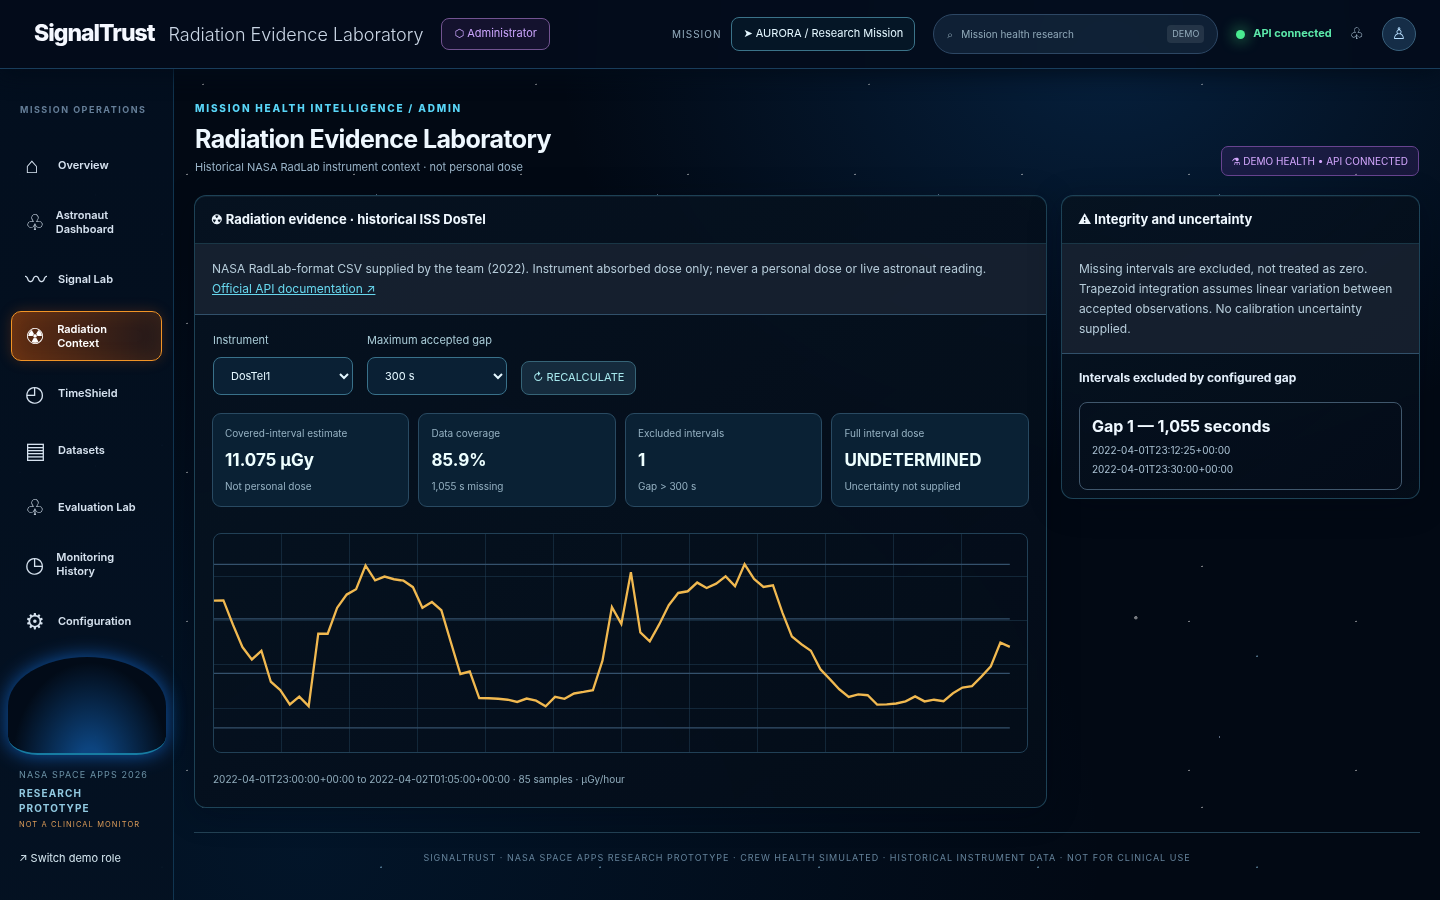 SignalTrust
Radiation Evidence Laboratory
Administrator
MISSION
AURORA / Research Mission
Mission health research
DEMO
API connected
MISSION OPERATIONS
Overview
Astronaut
Dashboard
Signal Lab
Radiation
Context
TimeShield
Datasets
Evaluation Lab
Monitoring
History
Configuration
NASA SPACE APPS 2026
RESEARCH
PROTOTYPE
NOT A CLINICAL MONITOR
↗ Switch demo role
MISSION HEALTH INTELLIGENCE / ADMIN
Radiation Evidence Laboratory
Historical NASA RadLab instrument context · not personal dose
DEMO HEALTH • API CONNECTED
☢ Radiation evidence · historical ISS DosTel
NASA RadLab-format CSV supplied by the team (2022). Instrument absorbed dose only; never a personal dose or live astronaut reading.
Official API documentation ↗
Instrument
Maximum accepted gap
DosTel1
300 s
↻ RECALCULATE
Covered-interval estimate
11.075 µGy
Not personal dose
Data coverage
85.9%
1,055 s missing
Excluded intervals
1
Gap > 300 s
Full interval dose
UNDETERMINED
Uncertainty not supplied
2022-04-01T23:00:00+00:00 to 2022-04-02T01:05:00+00:00 · 85 samples · µGy/hour
⚠ Integrity and uncertainty
Missing intervals are excluded, not treated as zero.
Trapezoid integration assumes linear variation between
accepted observations. No calibration uncertainty
supplied.
Intervals excluded by configured gap
Gap 1 — 1,055 seconds
2022-04-01T23:12:25+00:00
2022-04-01T23:30:00+00:00
SIGNALTRUST · NASA SPACE APPS RESEARCH PROTOTYPE · CREW HEALTH SIMULATED · HISTORICAL INSTRUMENT DATA · NOT FOR CLINICAL USE